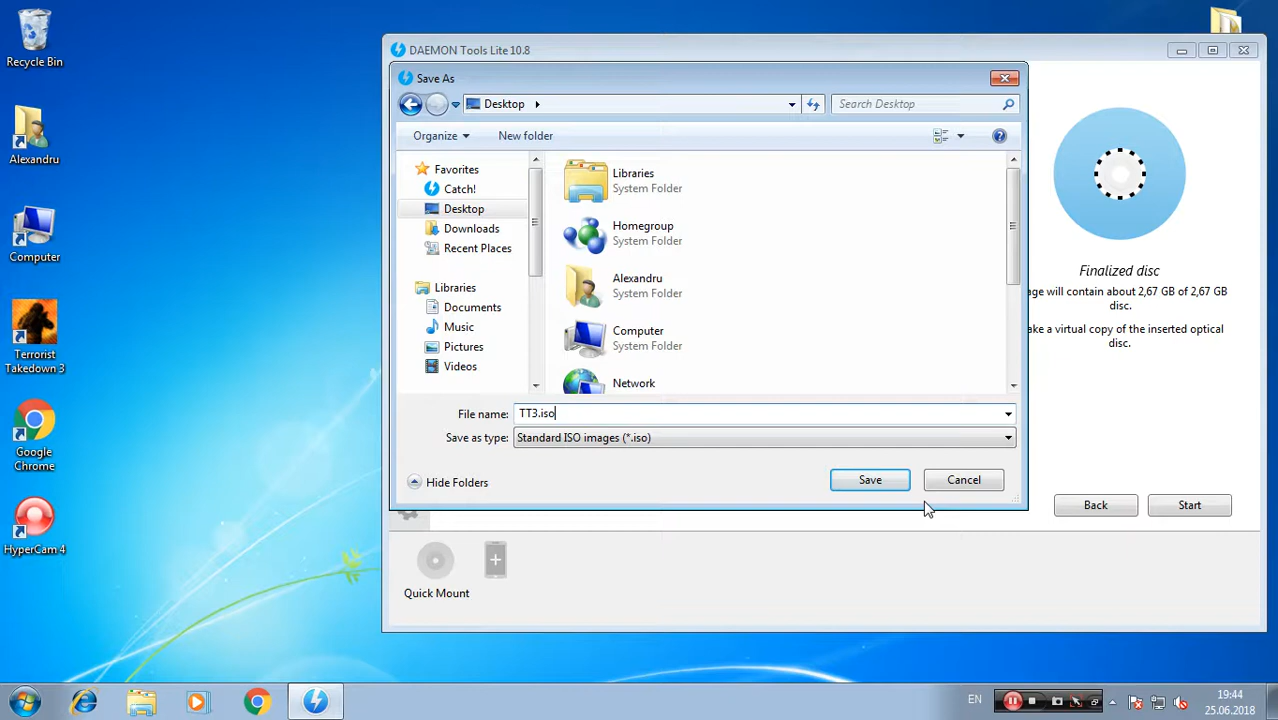 Recycle Bin
Alexandru
Computer
Terrorist
Takedown 3
Google
Chrome
HyperCam 4
DAEMON Tools Lite 10.8
Save As
Desktop
Search Desktop
Organize
New folder
Favorites
Catch!
Desktop
Downloads
Recent Places
Libraries
Documents
Music
Pictures
Videos
Libraries
System Folder
Homegroup
System Folder
Alexandru
System Folder
Computer
System Folder
Network
File name: TT3.iso
Save as type: Standard ISO images (*.iso)
Hide Folders
Save
Cancel
Finalized disc
age will contain about 2,67 GB of 2,67 GB
disc.
ake a virtual copy of the inserted optical
disc.
Back
Start
Quick Mount
EN
19:44
25.06.2018